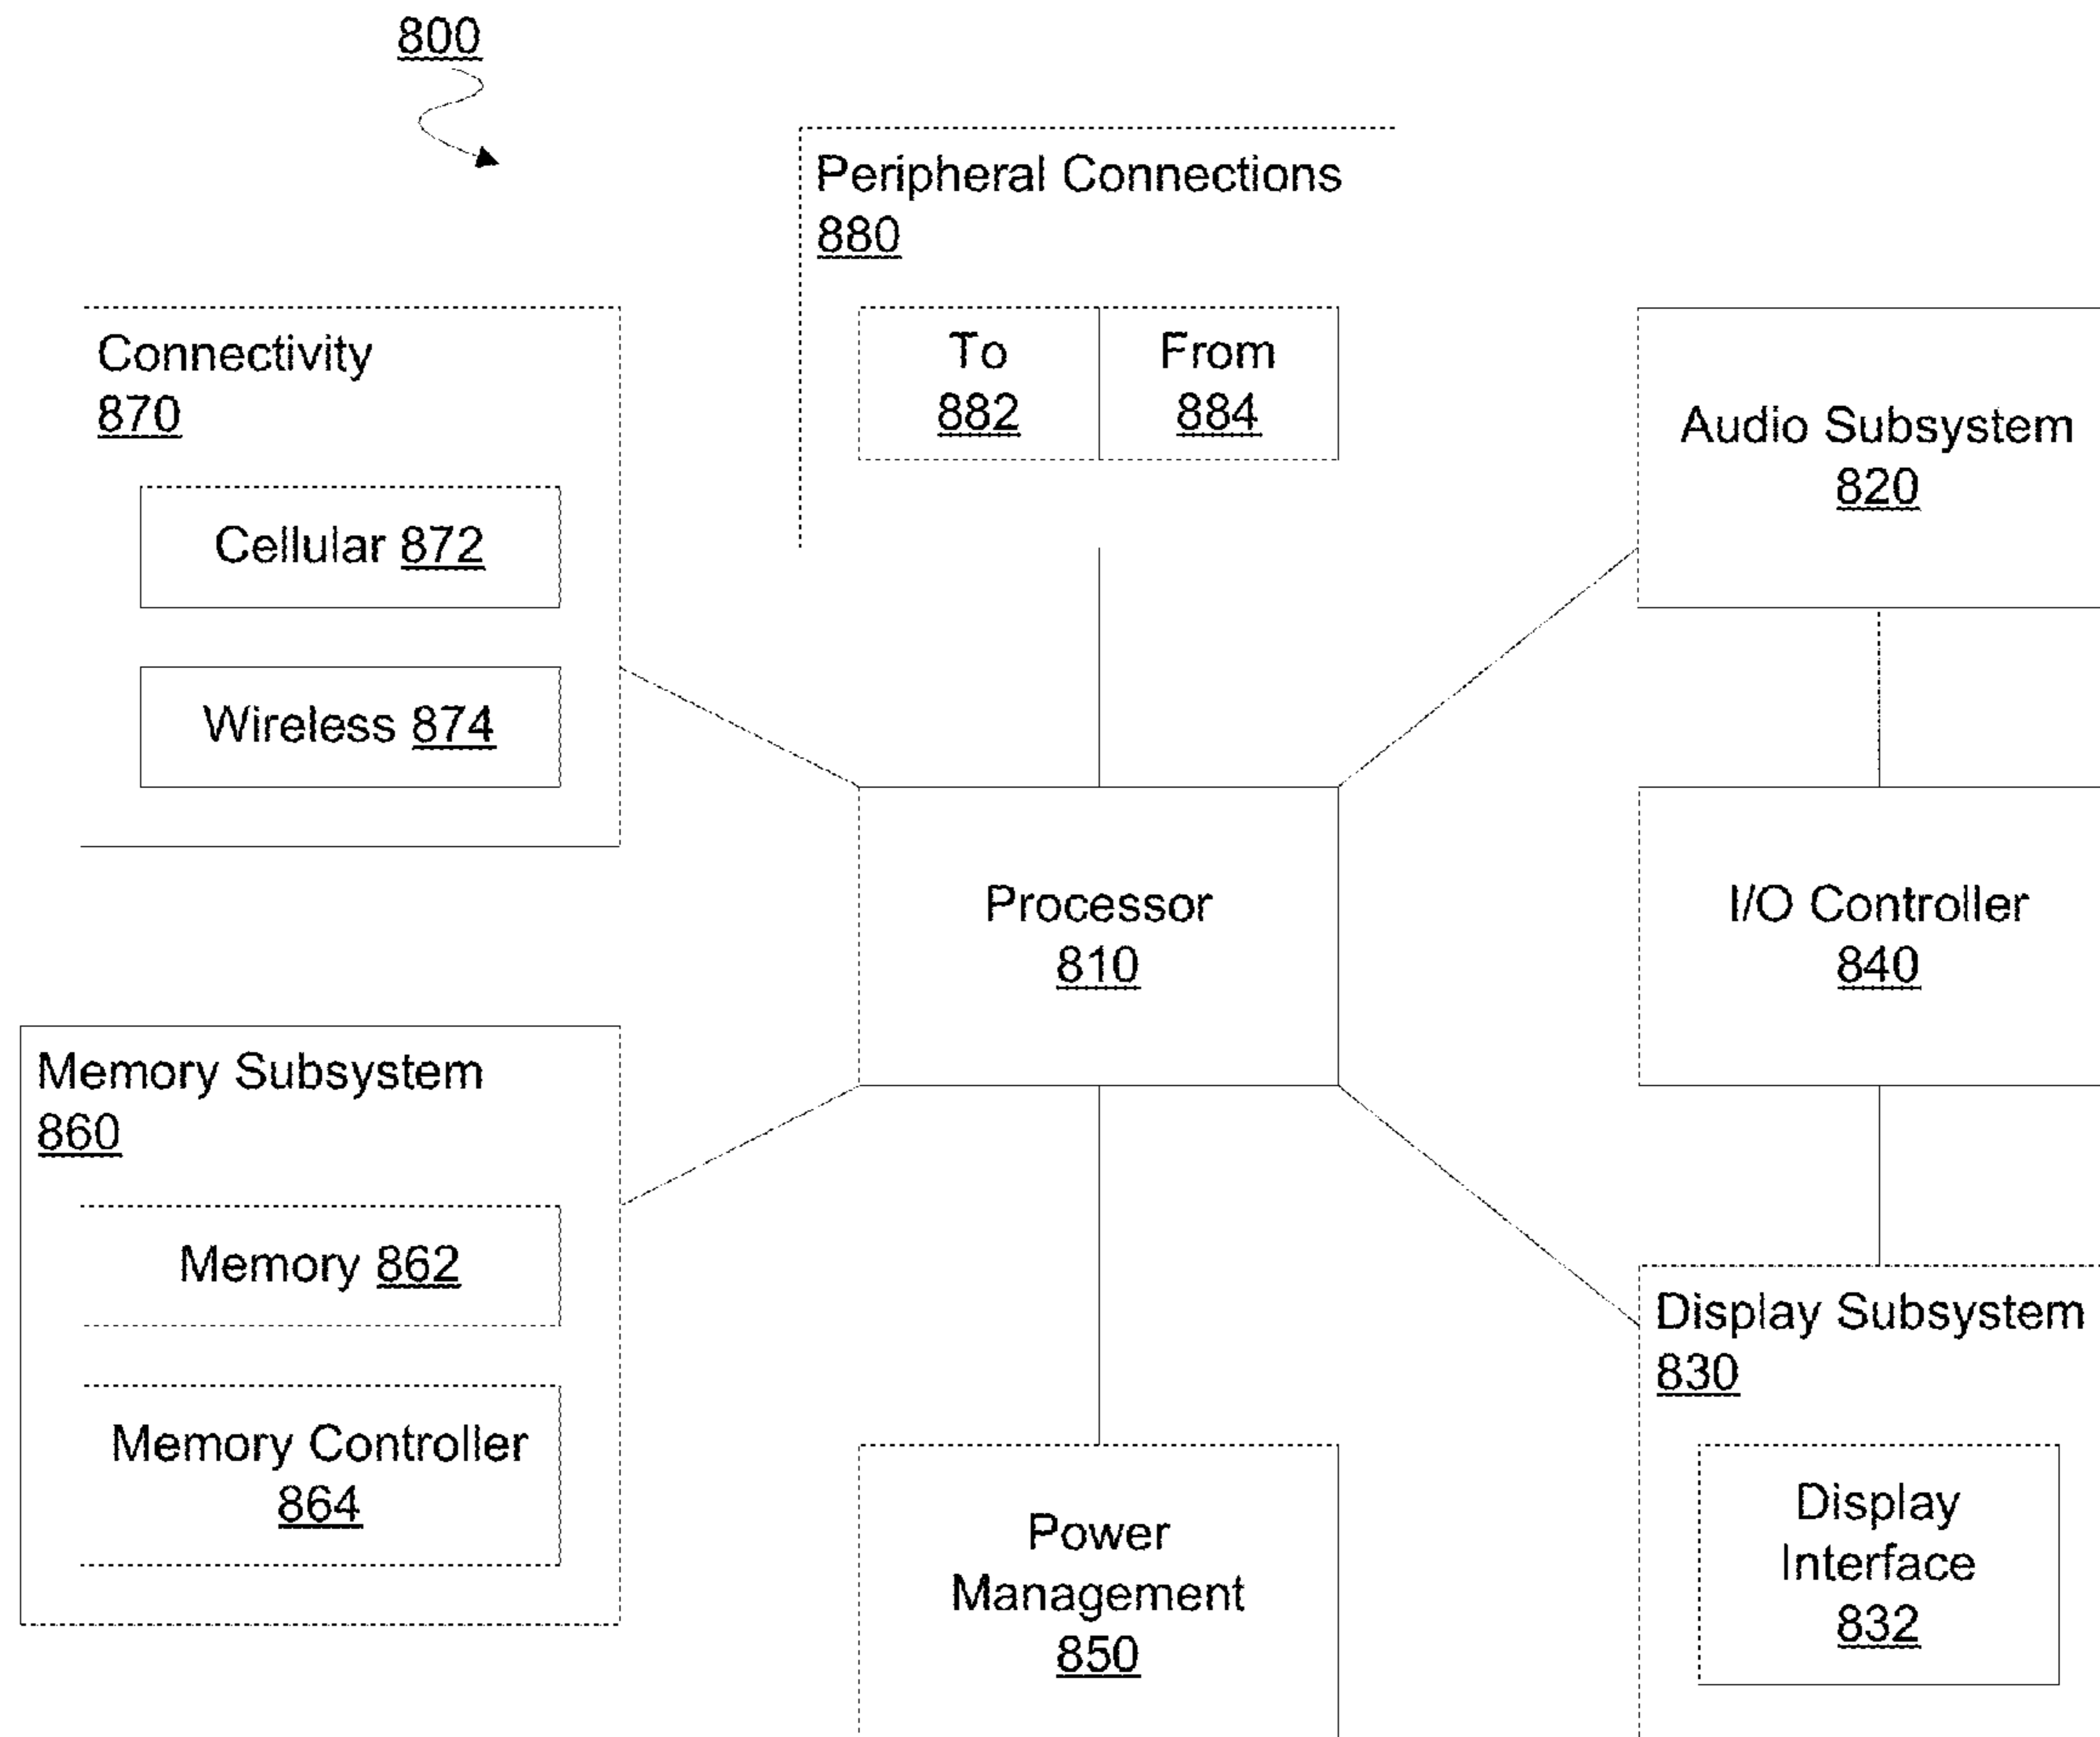 800
Peripheral Connections
880
To
882
From
884
Connectivity
870
Cellular 872
Wireless 874
Audio Subsystem
820
Processor
810
I/O Controller
840
Memory Subsystem
860
Memory 862
Memory Controller
864
Power
Management
850
Display Subsystem
830
Display
Interface
832